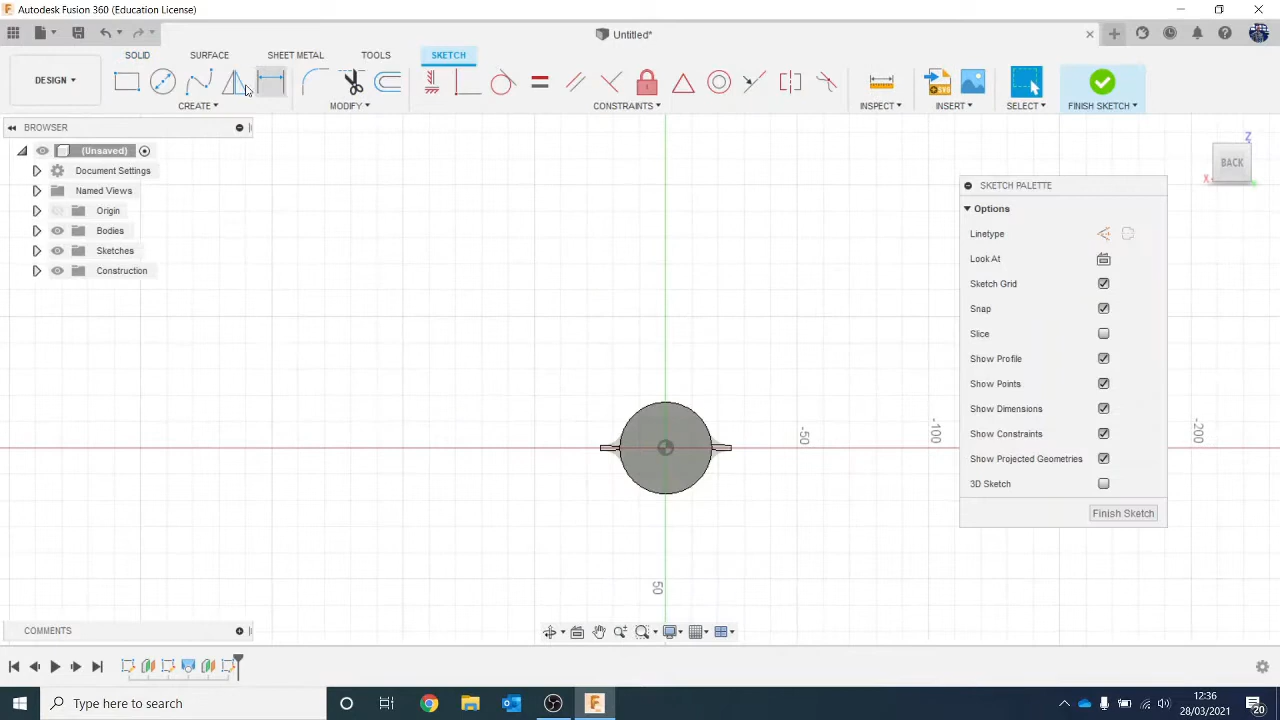 Autodesk Fusion 360 (Education License)
Untitled*
SOLID SURFACE SHEET METAL TOOLS SKETCH
DESIGN
CREATE MODIFY CONSTRAINTS INSPECT INSERT SELECT FINISH SKETCH
SVG
BROWSER
(Unsaved)
Document Settings
Named Views
Origin
Bodies
Sketches
Construction
Z
BACK
X
SKETCH PALETTE
Options
Linetype
Look At
Sketch Grid
Snap
Slice
Show Profile
Show Points
Show Dimensions
Show Constraints
Show Projected Geometries
3D Sketch
Finish Sketch
-50
-100
-200
50
COMMENTS
Type here to search
12:36
28/03/2021
20